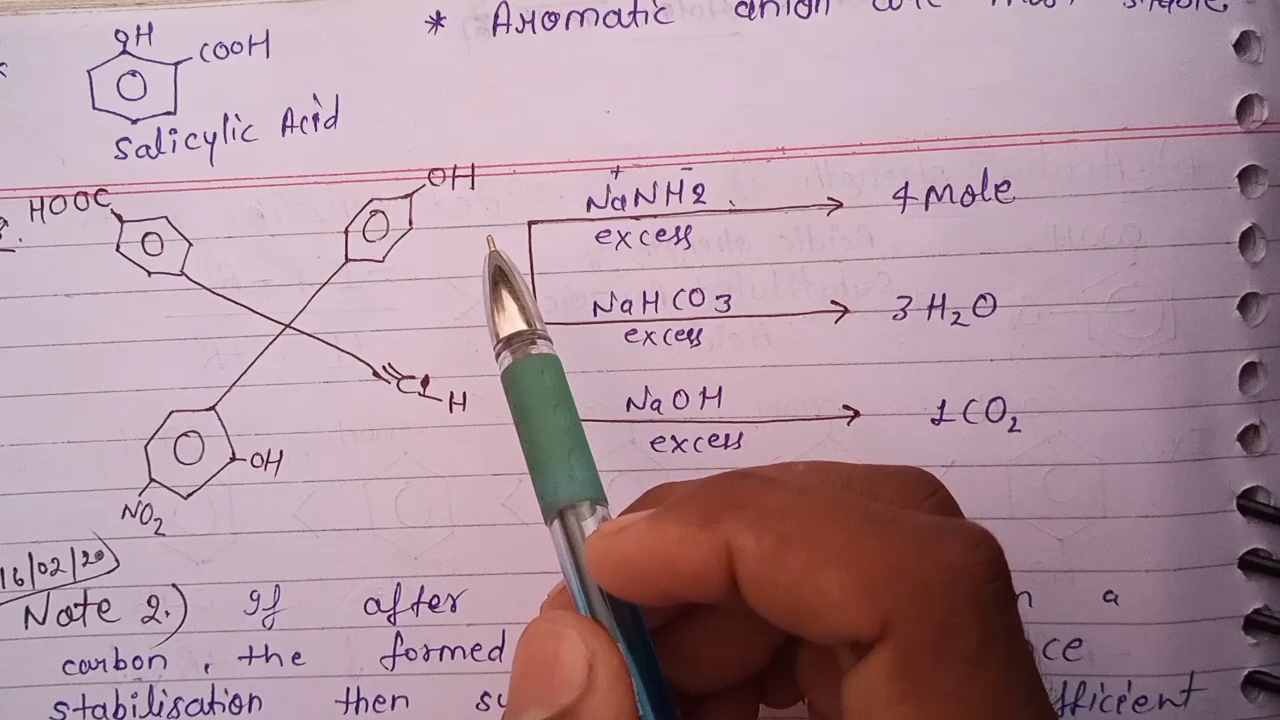 * Aromatic anion
OH
COOH
Salicylic Acid
HOOC
OH
+ -
NaNH2
excess
4 mole
NaHCO3
excess
3 H2O
C
H
NaOH
excess
1 CO2
OH
NO2
16/02/20
Note 2.) If after a
carbon, the formed
stabilisation then